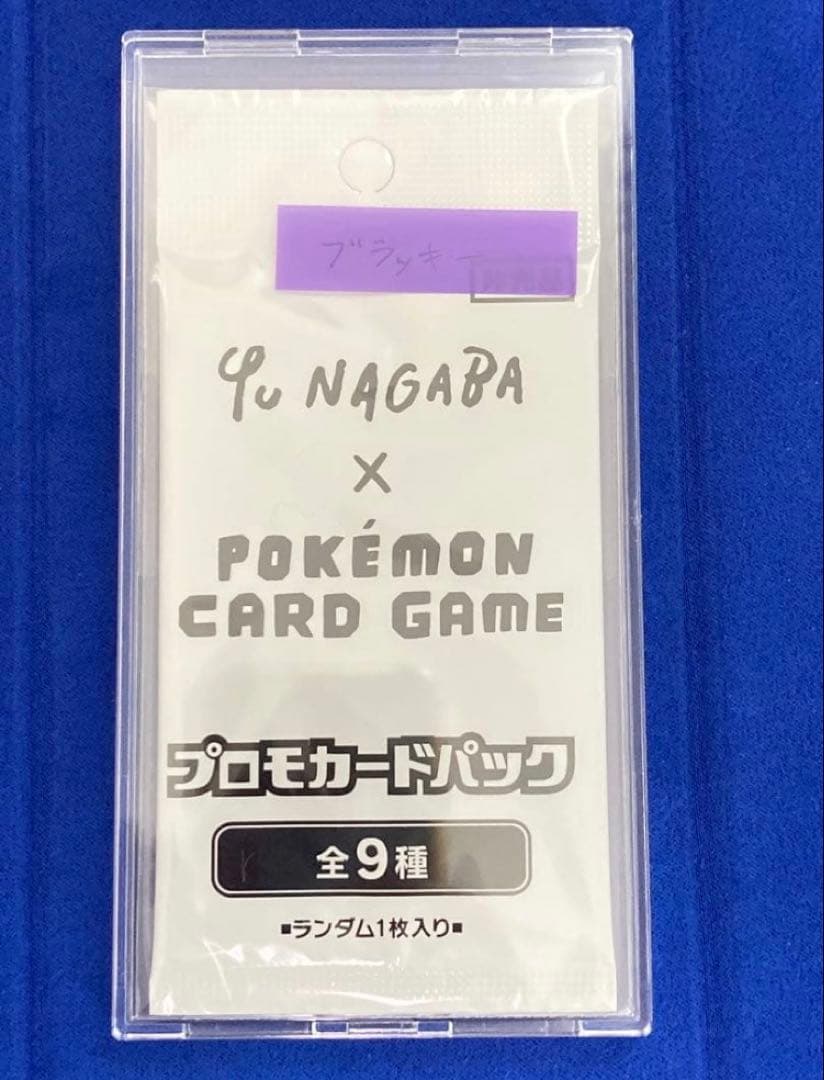 ブラッキー
Yu NAGABA
X
POKÉMON
CARD GAME
プロモカードパック
全9種
■ランダム1枚入り■